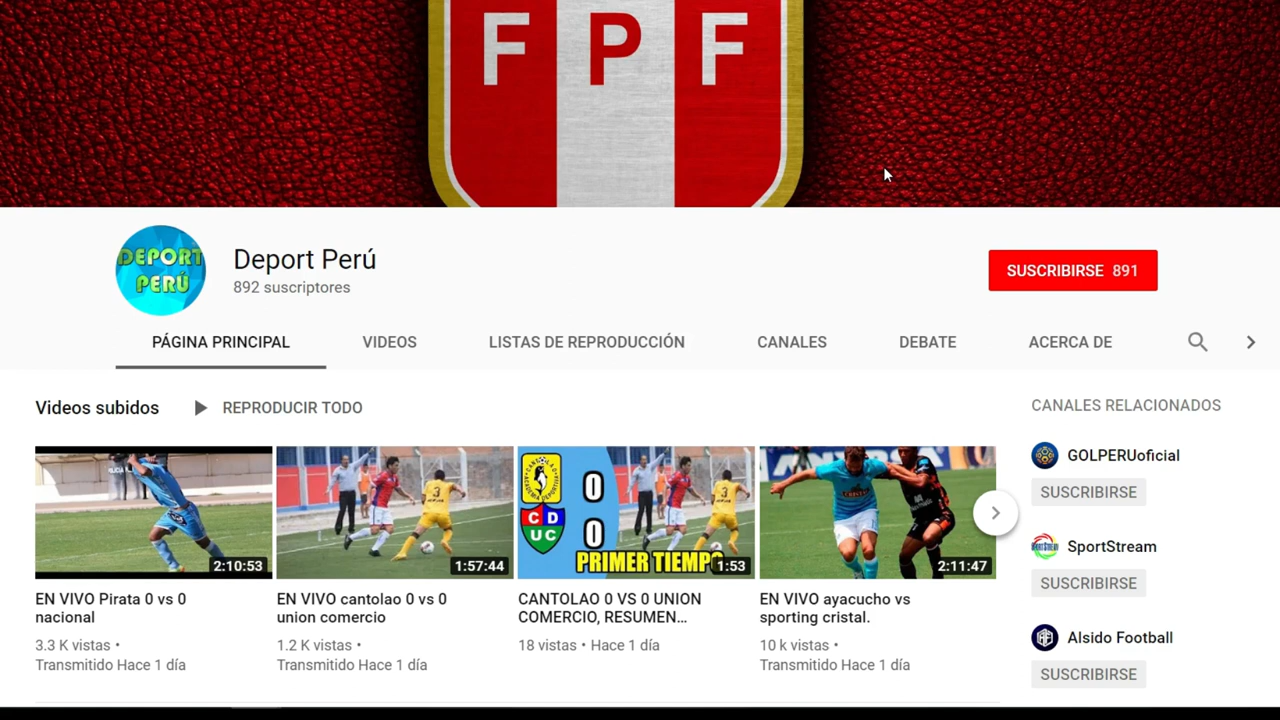 F P F
DEPORT
PERÚ
Deport Perú
892 suscriptores
SUSCRIBIRSE 891
PÁGINA PRINCIPAL VIDEOS LISTAS DE REPRODUCCIÓN CANALES DEBATE ACERCA DE
Videos subidos REPRODUCIR TODO
CANALES RELACIONADOS
2:10:53
EN VIVO Pirata 0 vs 0
nacional
3.3 K vistas •
Transmitido Hace 1 día
1:57:44
EN VIVO cantolao 0 vs 0
union comercio
1.2 K vistas •
Transmitido Hace 1 día
0
0
C D
U C
PRIMER TIEMPO
1:53
CANTOLAO 0 VS 0 UNION
COMERCIO, RESUMEN...
18 vistas • Hace 1 día
2:11:47
EN VIVO ayacucho vs
sporting cristal.
10 k vistas •
Transmitido Hace 1 día
GOLPERUoficial
SUSCRIBIRSE
SportStream
SUSCRIBIRSE
Alsido Football
SUSCRIBIRSE